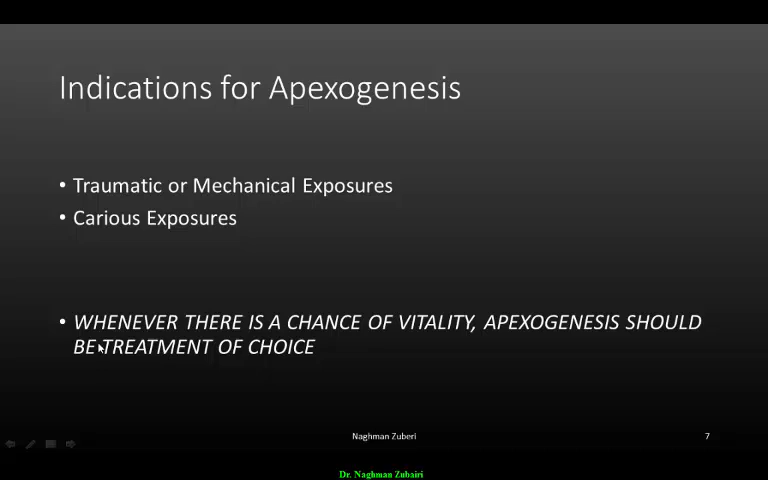 Indications for Apexogenesis
• Traumatic or Mechanical Exposures
• Carious Exposures
• WHENEVER THERE IS A CHANCE OF VITALITY, APEXOGENESIS SHOULD
BE TREATMENT OF CHOICE
Naghman Zuberi
7
Dr. Naghman Zubairi